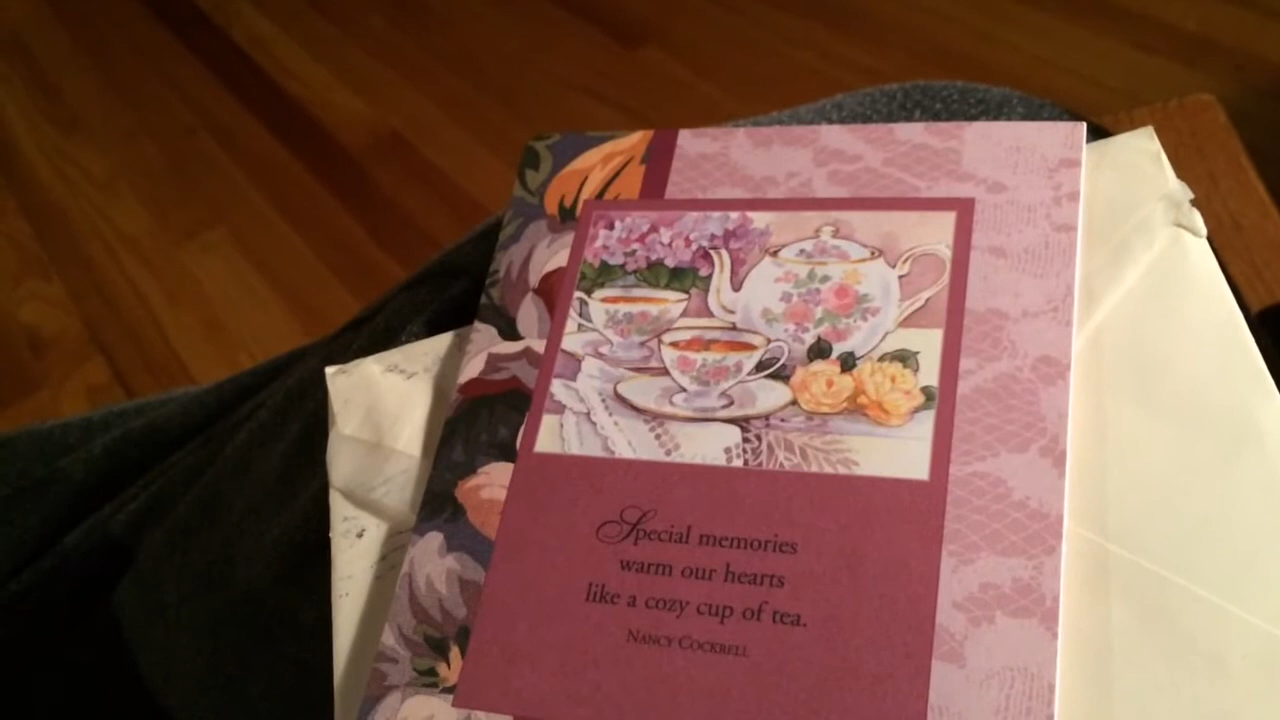 Special memories
warm our hearts
like a cozy cup of tea.
NANCY COCKRELL